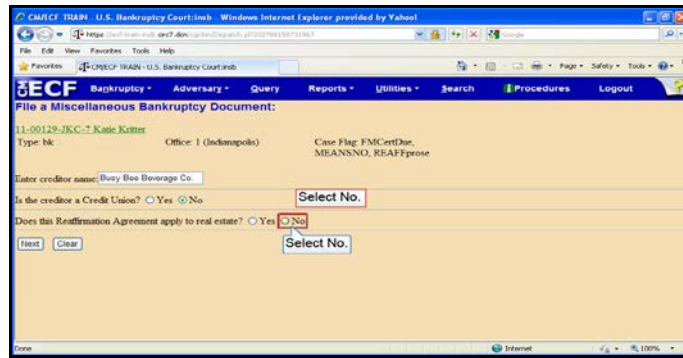 CM/ECF TRAIN - U.S. Bankruptcy Court:insb - Windows Internet Explorer provided by Yahoo!
Google
File Edit View Favorites Tools Help
Favorites CM/ECF TRAIN - U.S. Bankruptcy Court:insb Page Safety Tools
ECF Bankruptcy Adversary Query Reports Utilities Search Procedures Logout ?
File a Miscellaneous Bankruptcy Document:
11-00129-JKC-7 Katie Kritter
Type: bk Office: 1 (Indianapolis) Case Flag: FMCertDue,
MEANSNO, REAFFprose
Enter creditor name: Busy Bee Beverage Co.
Is the creditor a Credit Union? Yes No Select No.
Does this Reaffirmation Agreement apply to real estate? Yes No
Next Clear Select No.
Done Internet 100%